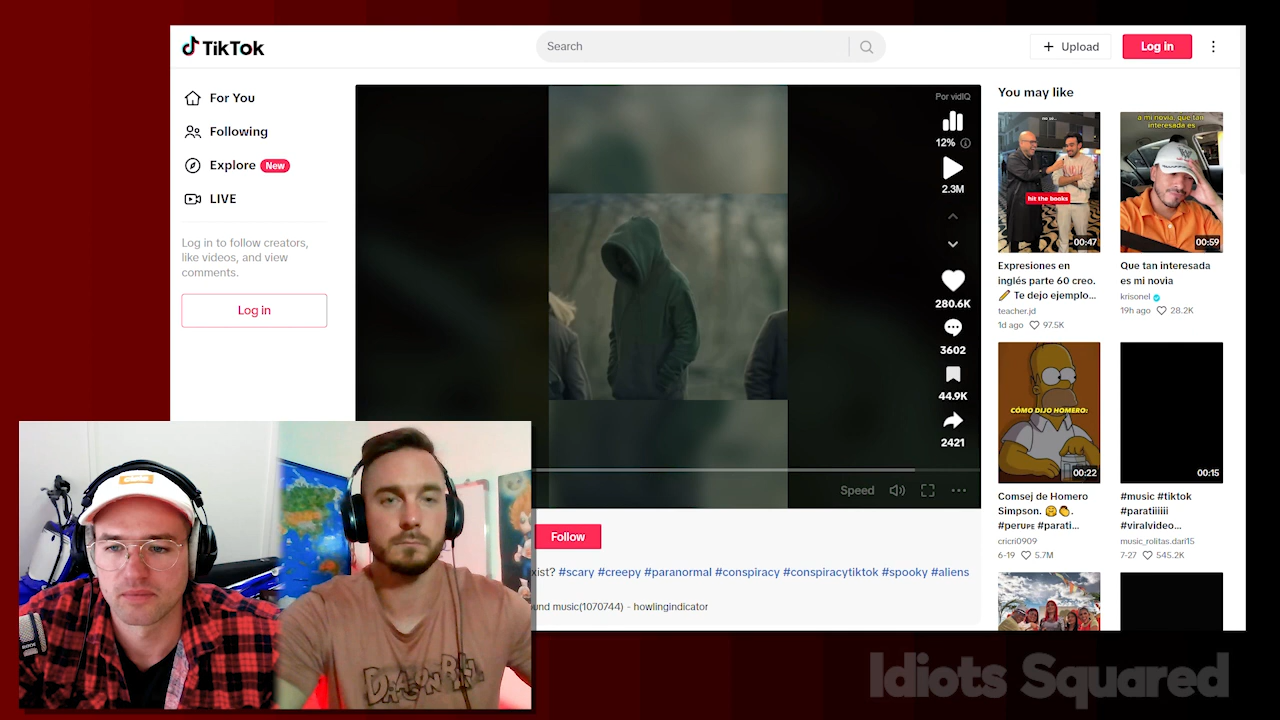 TikTok
Search
Upload
Log in
For You
Following
Explore New
LIVE
Log in to follow creators,
like videos, and view
comments.
Log in
Por vidIQ
12%
2.3M
280.6K
3602
44.9K
2421
Speed
Follow
xist? #scary #creepy #paranormal #conspiracy #conspiracytiktok #spooky #aliens
und music(1070744) - howlingindicator
You may like
hit the books
00:47
Expresiones en
inglés parte 60 creo.
Te dejo ejemplo...
teacher.jd
1d ago 97.5K
a mi novia, que tan
interesada es
00:59
Que tan interesada
es mi novia
krisonel
19h ago 28.2K
CÓMO DIJO HOMERO:
00:22
Comsej de Homero
Simpson.
#perupe #parati...
cricri0909
6-19 5.7M
00:15
#music #tiktok
#paratiiiiii
#viralvideo...
music_rolitas.dari15
7-27 542.2K
Idiots Squared